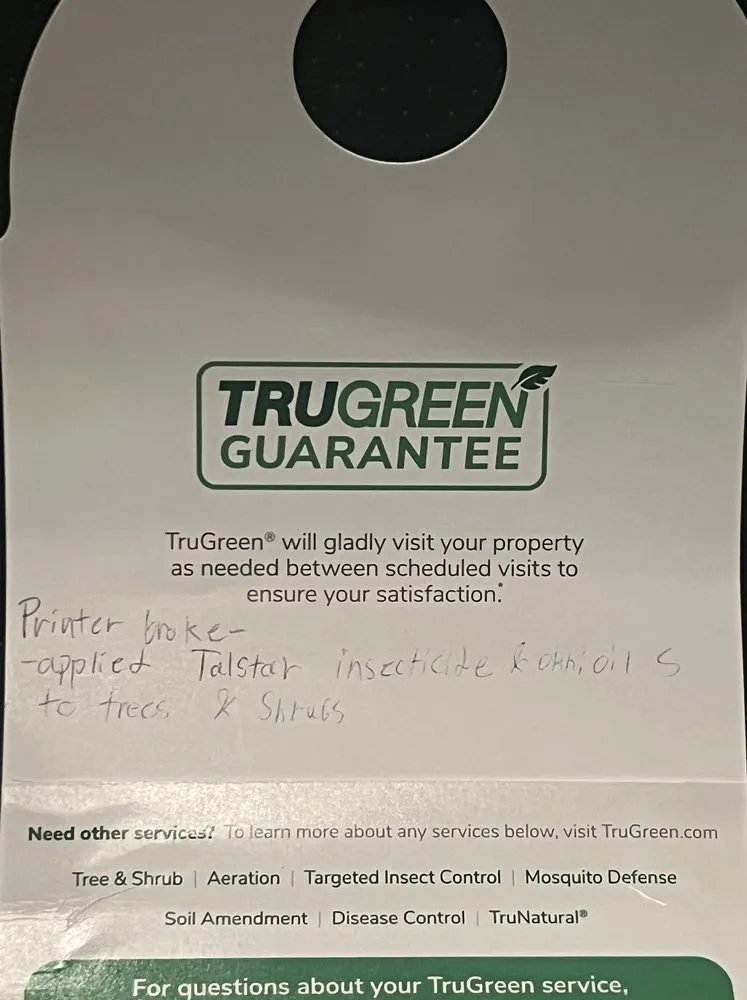 TRUGREEN
GUARANTEE
TruGreen® will gladly visit your property
as needed between scheduled visits to
ensure your satisfaction.*
Printer broke-
-applied Talstar insecticide & omni oil S
to trees & Shrubs
Need other services? To learn more about any services below, visit TruGreen.com
Tree & Shrub | Aeration | Targeted Insect Control | Mosquito Defense
Soil Amendment | Disease Control | TruNatural®
For questions about your TruGreen service,